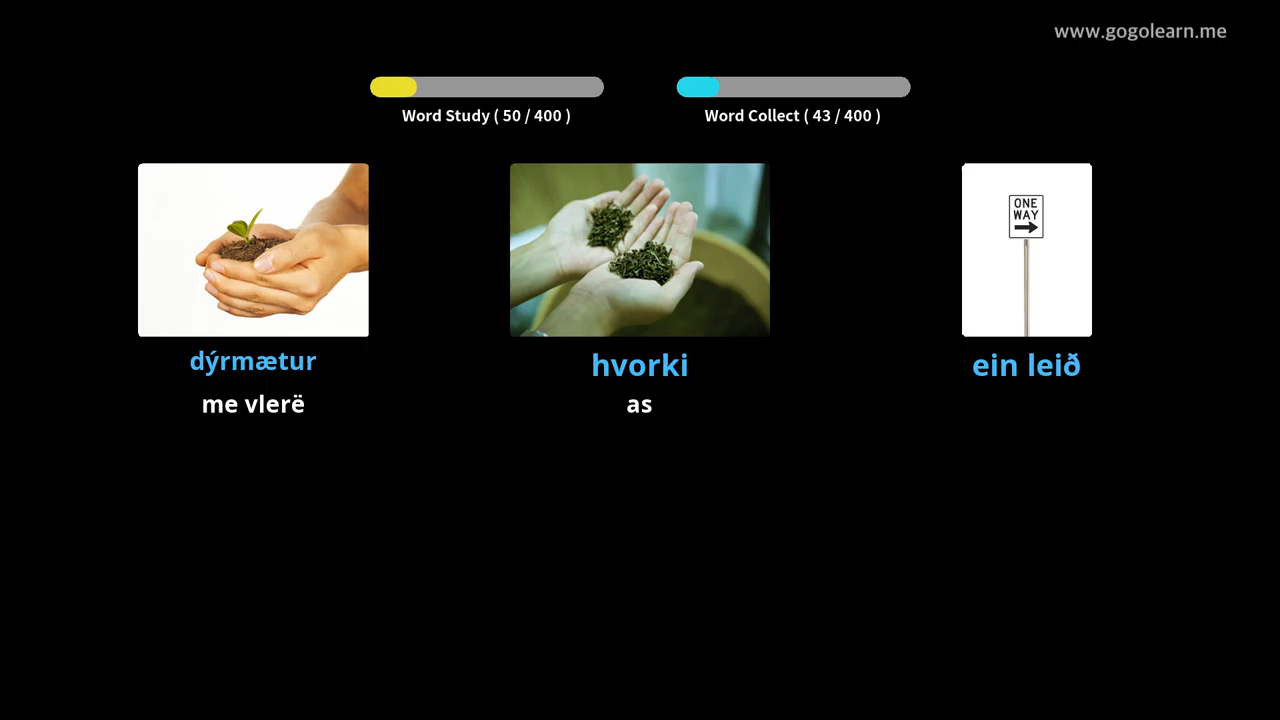 www.gogolearn.me
Word Study ( 50 / 400 )
Word Collect ( 43 / 400 )
ONE
WAY
dýrmætur
hvorki
ein leið
me vlerë
as